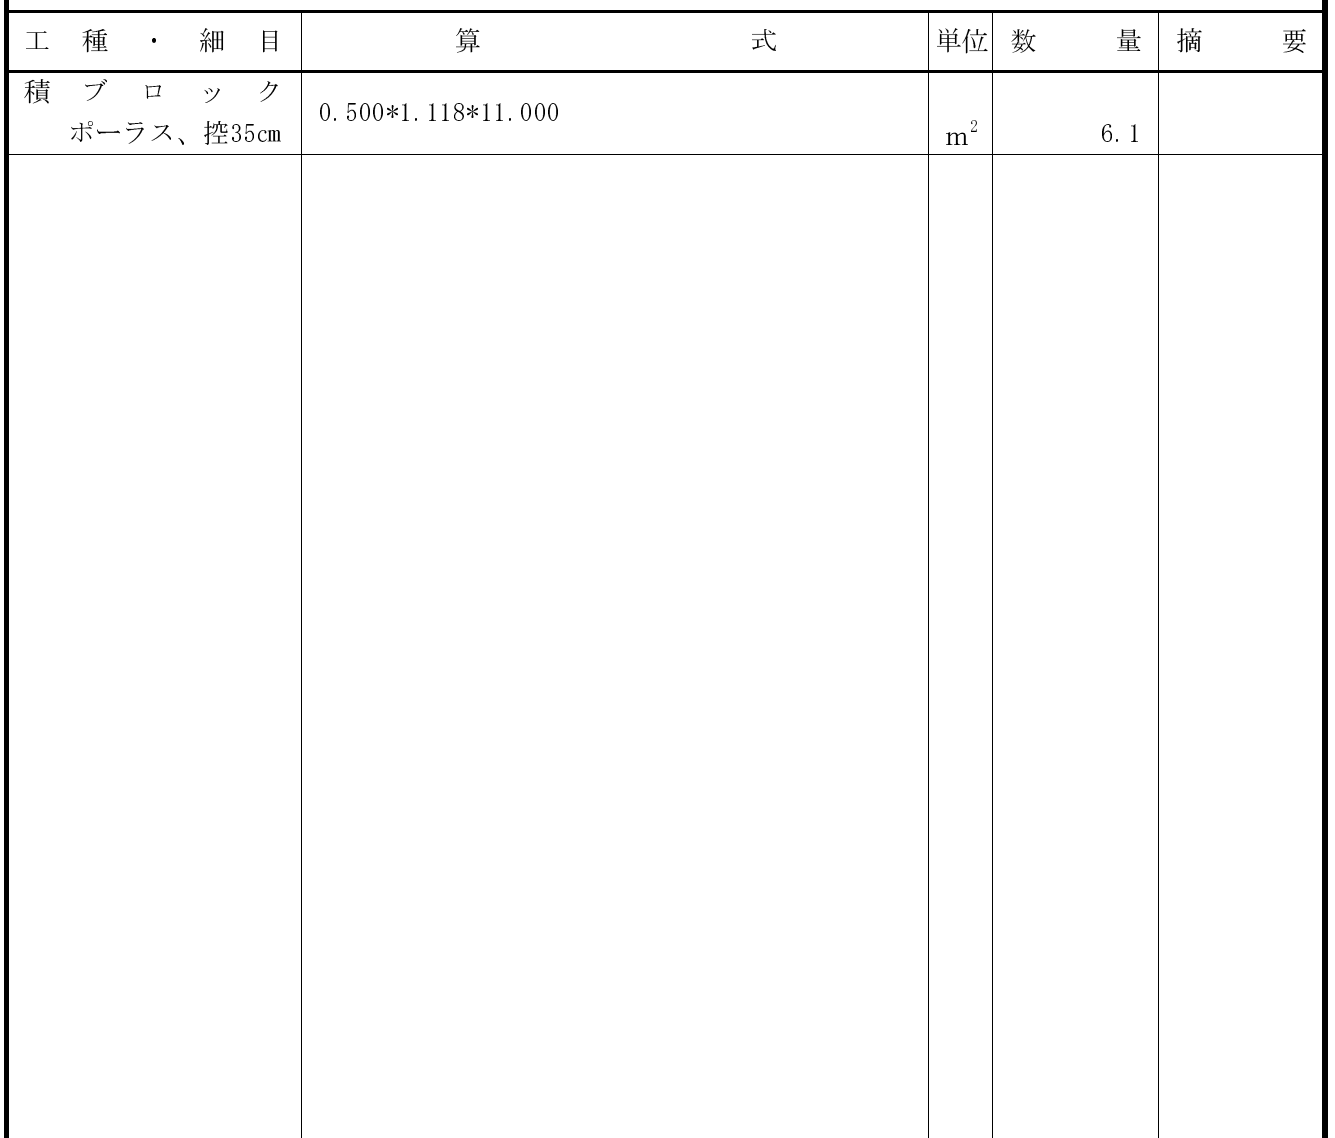 工種・細目 算式 単位 数量 摘要
積ブロック
0.500*1.118*11.000
ポーラス、控35cm m² 6.1